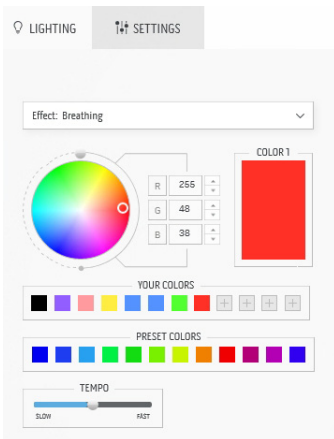 LIGHTING
SETTINGS
Effect: Breathing
COLOR 1
R 255
G 48
B 38
YOUR COLORS
PRESET COLORS
TEMPO
SLOW FAST